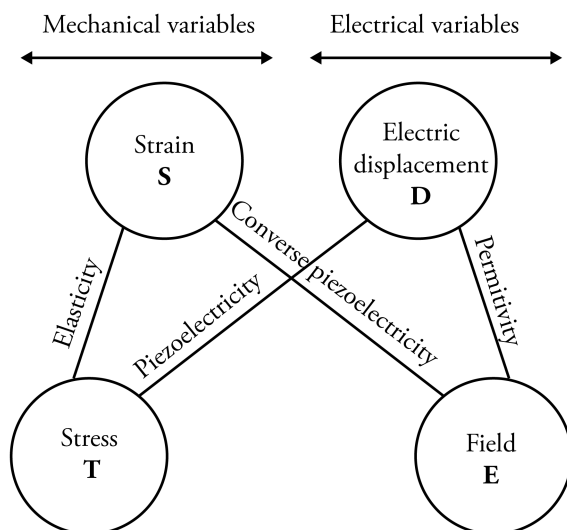 Mechanical variables
Electrical variables
Strain
S
Electric
displacement
D
Converse piezoelectricity
Elasticity
Piezoelectricity
Permitivity
Stress
T
Field
E